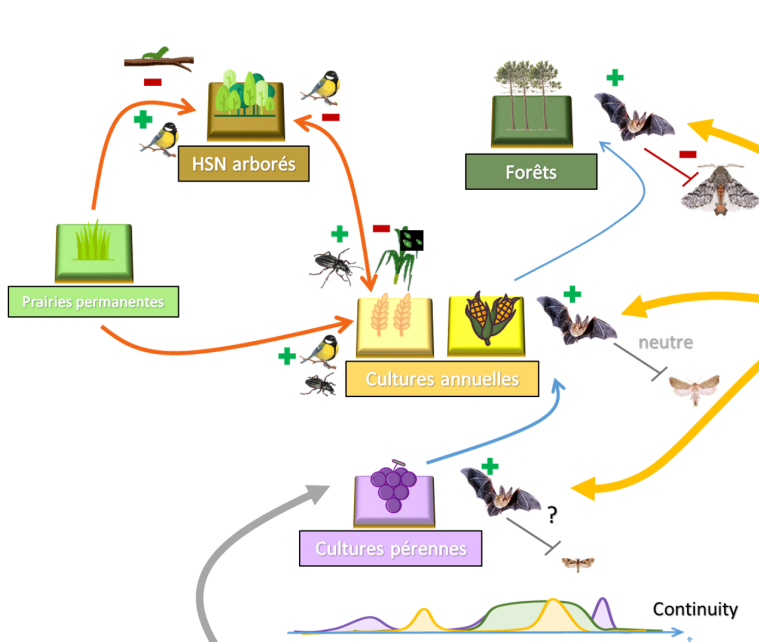 HSN arborés
Forêts
Prairies permanentes
neutre
Cultures annuelles
?
Cultures pérennes
Continuity
t